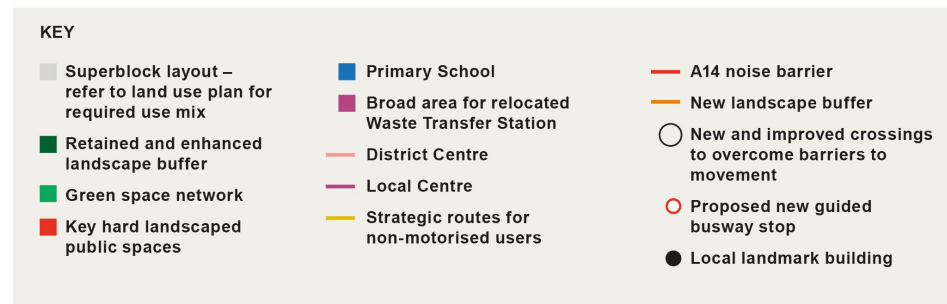 KEY
Superblock layout –
refer to land use plan for
required use mix
Retained and enhanced
landscape buffer
Green space network
Key hard landscaped
public spaces
Primary School
Broad area for relocated
Waste Transfer Station
District Centre
Local Centre
Strategic routes for
non-motorised users
A14 noise barrier
New landscape buffer
New and improved crossings
to overcome barriers to
movement
Proposed new guided
busway stop
Local landmark building